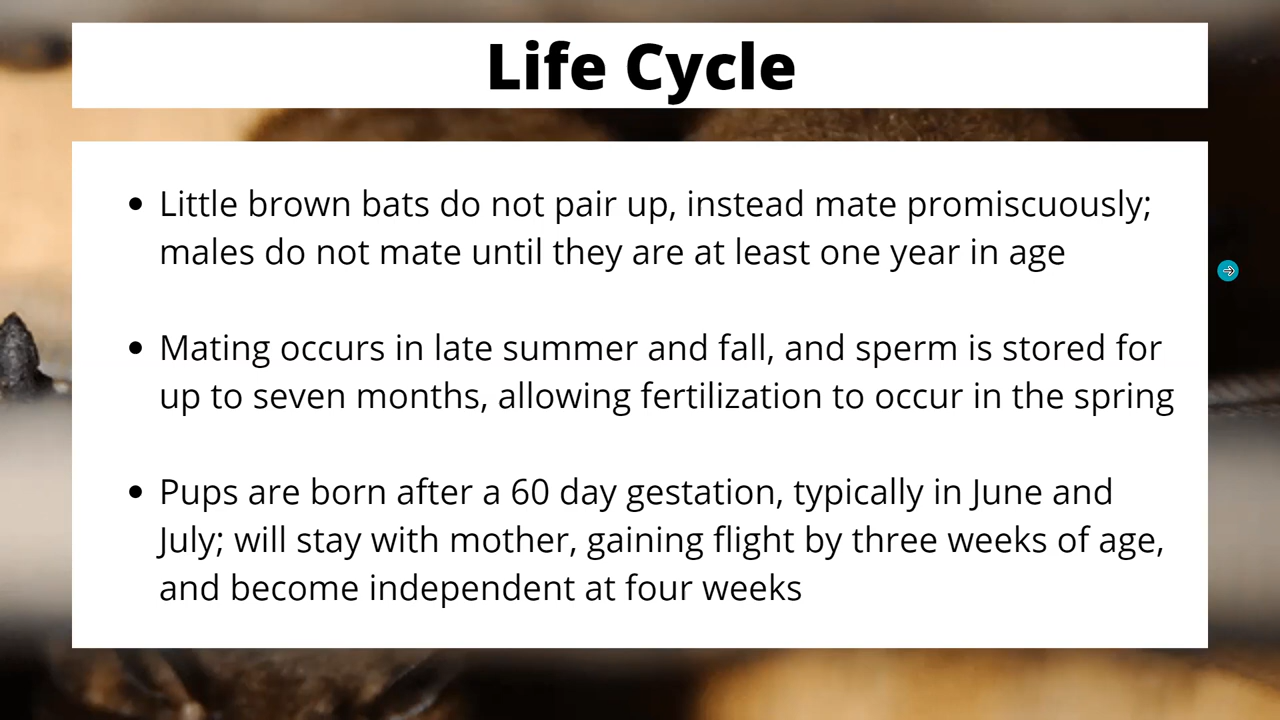 Life Cycle
• Little brown bats do not pair up, instead mate promiscuously;
males do not mate until they are at least one year in age
• Mating occurs in late summer and fall, and sperm is stored for
up to seven months, allowing fertilization to occur in the spring
• Pups are born after a 60 day gestation, typically in June and
July; will stay with mother, gaining flight by three weeks of age,
and become independent at four weeks